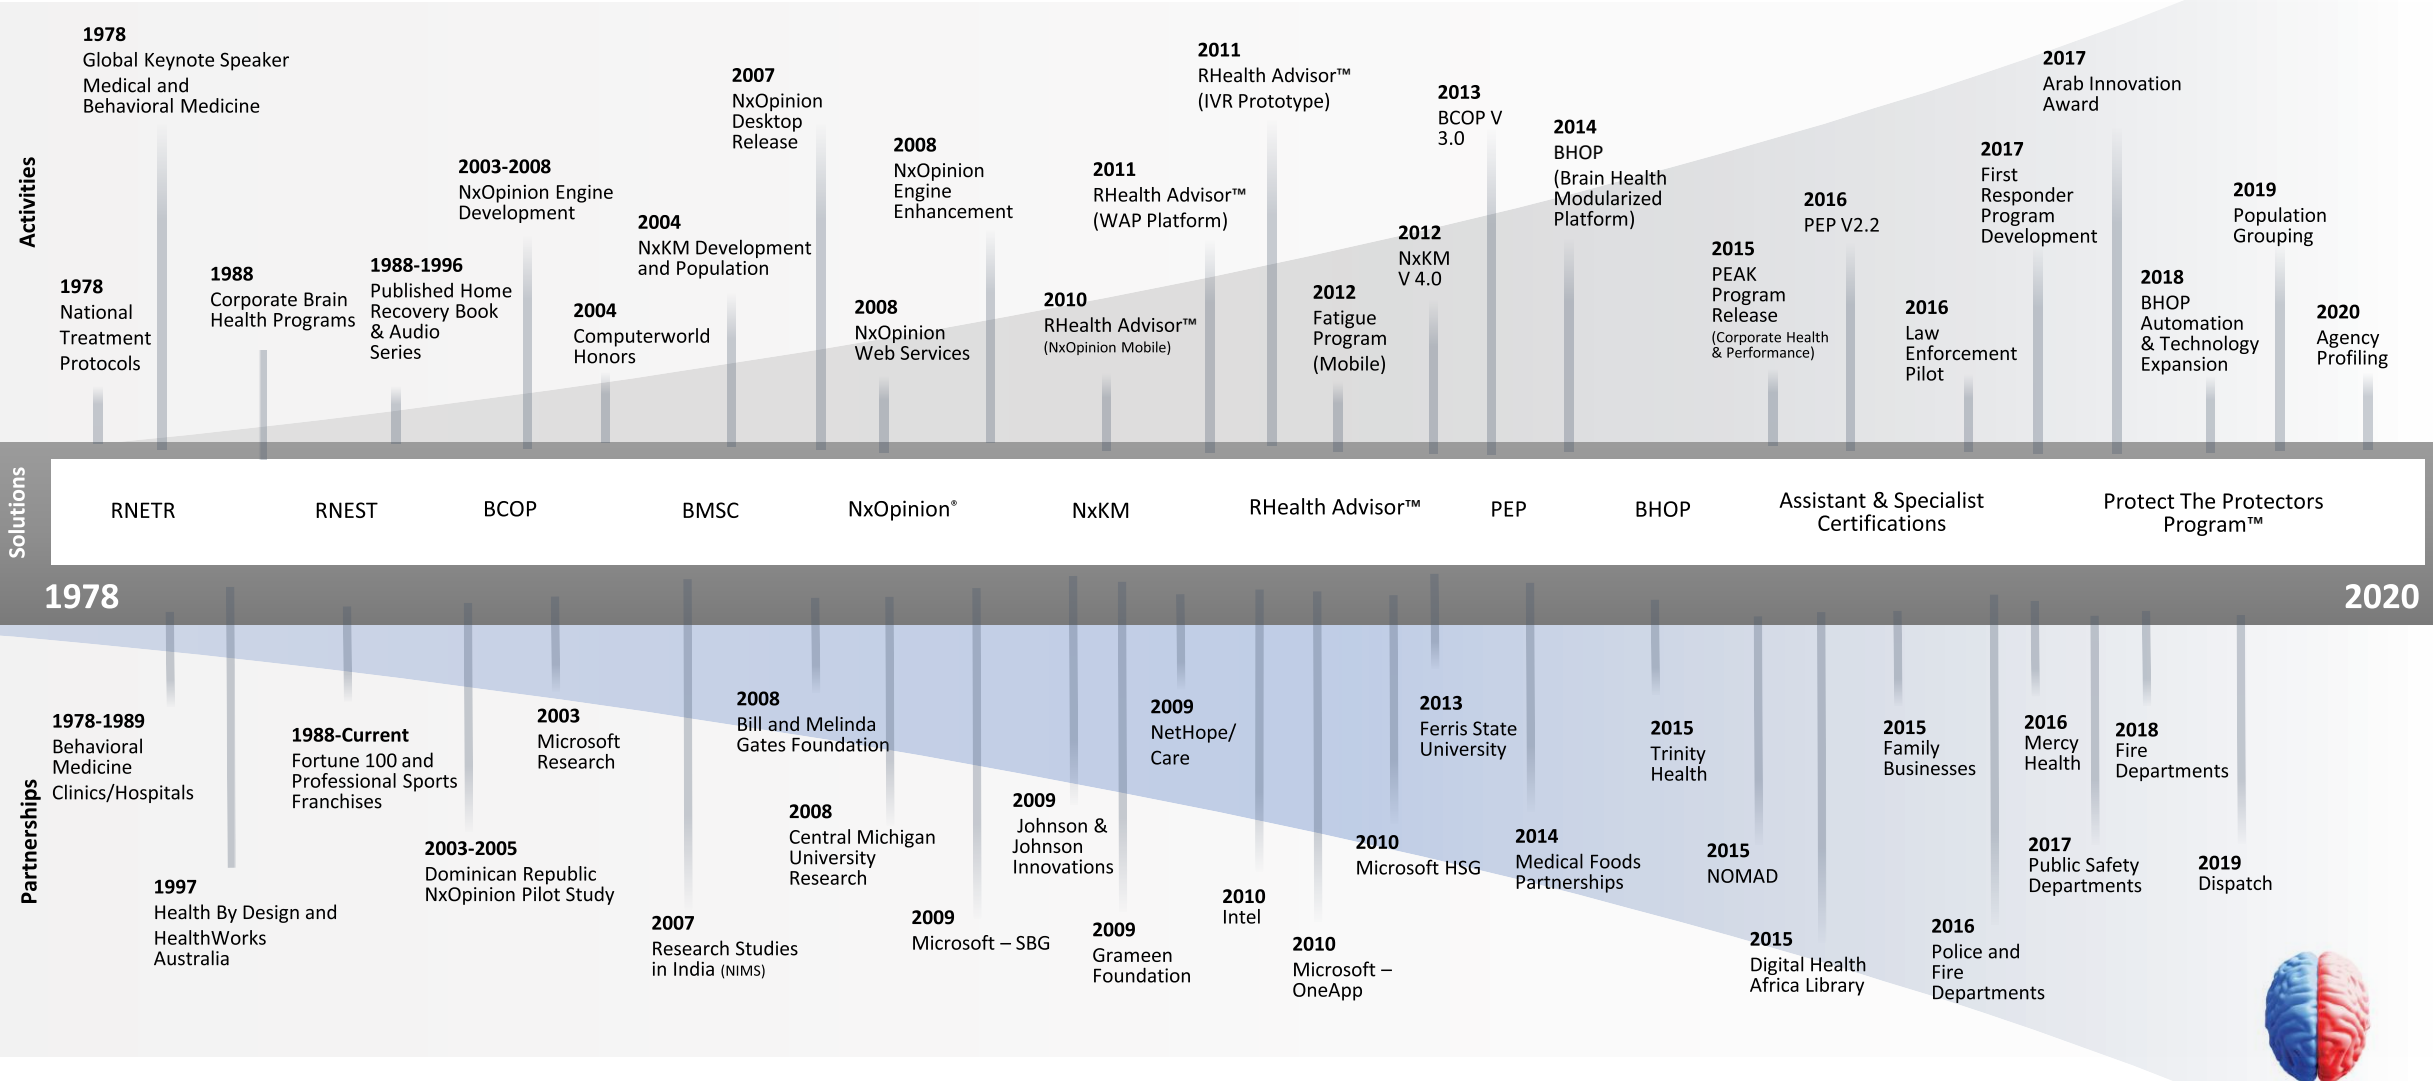 Activities
1978
Global Keynote Speaker
Medical and
Behavioral Medicine
1978
National
Treatment
Protocols
1988
Corporate Brain
Health Programs
1988-1996
Published Home
Recovery Book
& Audio
Series
2003-2008
NxOpinion Engine
Development
2004
Computerworld
Honors
2004
NxKM Development
and Population
2007
NxOpinion
Desktop
Release
2008
NxOpinion
Web Services
2008
NxOpinion
Engine
Enhancement
2010
RHealth Advisor™
(NxOpinion Mobile)
2011
RHealth Advisor™
(WAP Platform)
2011
RHealth Advisor™
(IVR Prototype)
2012
Fatigue
Program
(Mobile)
2012
NxKM
V 4.0
2013
BCOP V
3.0
2014
BHOP
(Brain Health
Modularized
Platform)
2015
PEAK
Program
Release
(Corporate Health
& Performance)
2016
PEP V2.2
2016
Law
Enforcement
Pilot
2017
First
Responder
Program
Development
2017
Arab Innovation
Award
2018
BHOP
Automation
& Technology
Expansion
2019
Population
Grouping
2020
Agency
Profiling
Solutions
RNETR
RNEST
BCOP
BMSC
NxOpinion®
NxKM
RHealth Advisor™
PEP
BHOP
Assistant & Specialist
Certifications
Protect The Protectors
Program™
1978
2020
Partnerships
1978-1989
Behavioral
Medicine
Clinics/Hospitals
1997
Health By Design and
HealthWorks
Australia
1988-Current
Fortune 100 and
Professional Sports
Franchises
2003-2005
Dominican Republic
NxOpinion Pilot Study
2003
Microsoft
Research
2007
Research Studies
in India (NIMS)
2008
Bill and Melinda
Gates Foundation
2008
Central Michigan
University
Research
2009
Microsoft – SBG
2009
Johnson &
Johnson
Innovations
2009
Grameen
Foundation
2009
NetHope/
Care
2010
Intel
2010
Microsoft –
OneApp
2010
Microsoft HSG
2013
Ferris State
University
2014
Medical Foods
Partnerships
2015
Trinity
Health
2015
NOMAD
2015
Digital Health
Africa Library
2015
Family
Businesses
2016
Police and
Fire
Departments
2016
Mercy
Health
2017
Public Safety
Departments
2018
Fire
Departments
2019
Dispatch